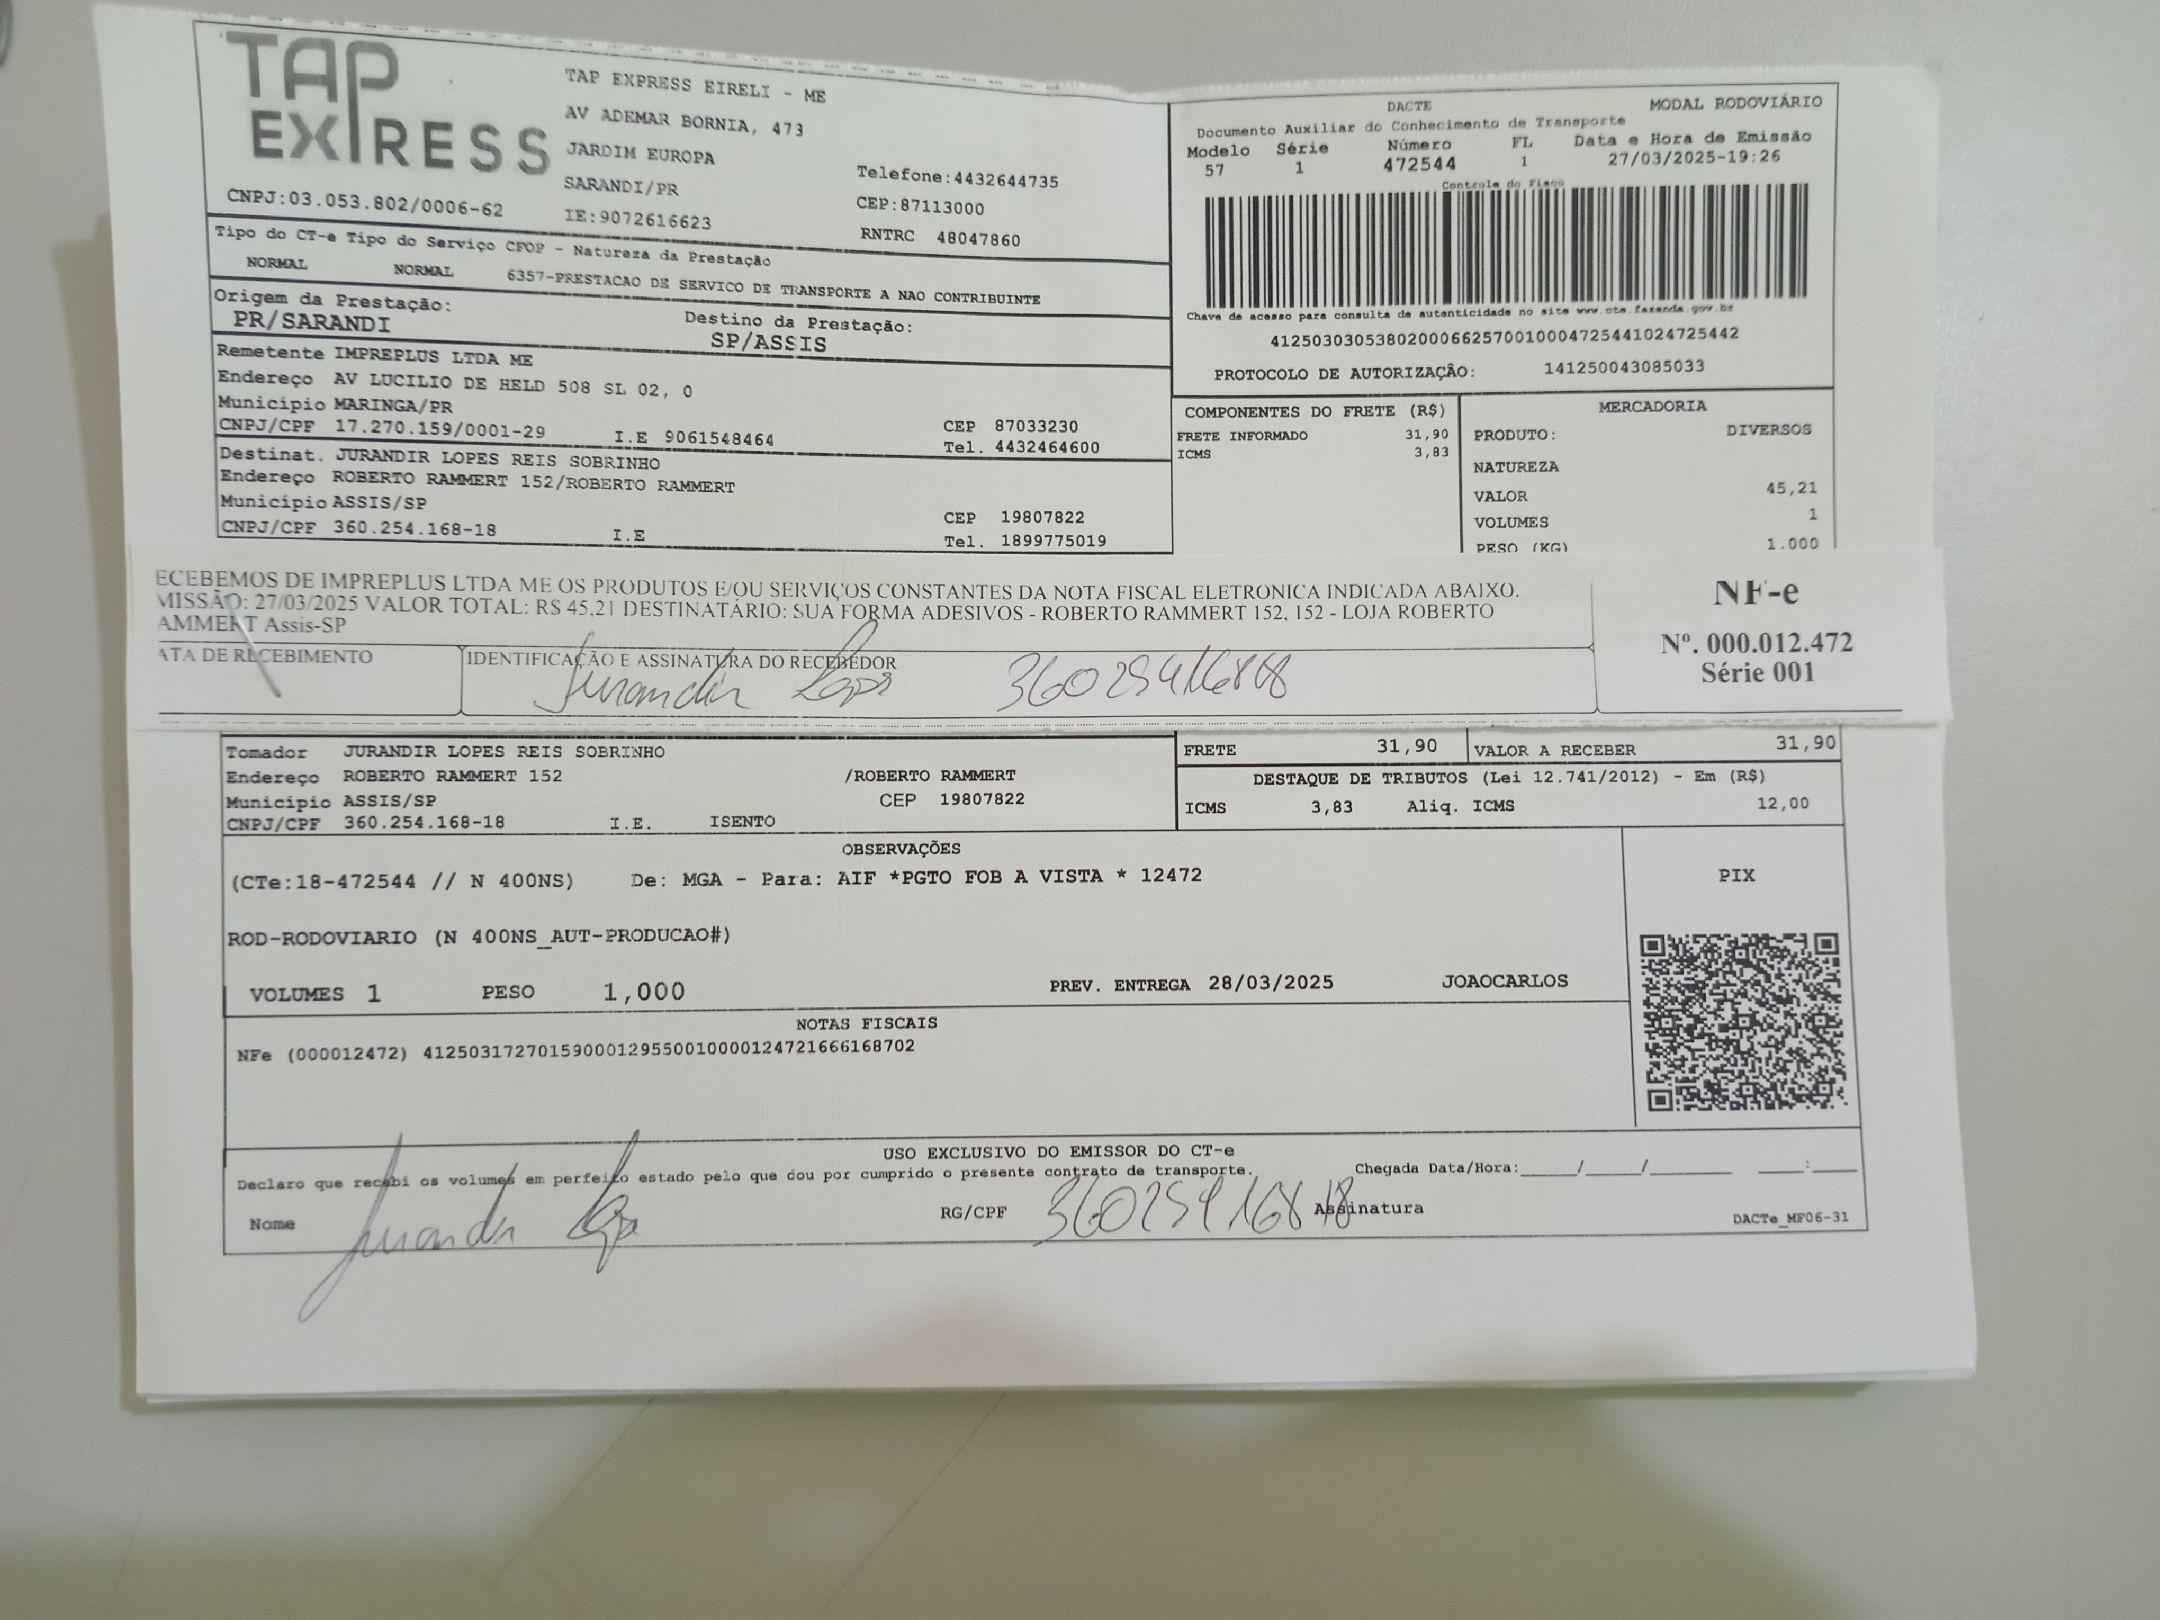 TAP
EXPRESS
TAP EXPRESS EIRELI - ME
AV ADEMAR BORNIA, 473
JARDIM EUROPA
SARANDI/PR
IE:9072616623
Telefone:4432644735
CEP:87113000
RNTRC 48047860
CNPJ:03.053.802/0006-62
Tipo do CT-e Tipo do Serviço CFOP - Natureza da Prestação
NORMAL NORMAL 6357-PRESTACAO DE SERVICO DE TRANSPORTE A NAO CONTRIBUINTE
Origem da Prestação: Destino da Prestação:
PR/SARANDI SP/ASSIS
Remetente IMPREPLUS LTDA ME
Endereço AV LUCILIO DE HELD 508 SL 02, 0
Município MARINGA/PR CEP 87033230
CNPJ/CPF 17.270.159/0001-29 I.E 9061548464 Tel. 4432464600
Destinat. JURANDIR LOPES REIS SOBRINHO
Endereço ROBERTO RAMMERT 152/ROBERTO RAMMERT
Município ASSIS/SP CEP 19807822
CNPJ/CPF 360.254.168-18 I.E Tel. 1899775019
DACTE MODAL RODOVIÁRIO
Documento Auxiliar do Conhecimento de Transporte
Modelo Série Número FL Data e Hora de Emissão
57 1 472544 1 27/03/2025-19:26
Controle do Fisco
Chave de acesso para consulta de autenticidade no site www.cte.fazenda.gov.br
41250303053802000662570010004725441024725442
PROTOCOLO DE AUTORIZAÇÃO: 141250043085033
COMPONENTES DO FRETE (R$)
FRETE INFORMADO 31,90
ICMS 3,83
MERCADORIA
PRODUTO: DIVERSOS
NATUREZA
VALOR 45,21
VOLUMES 1
PESO (KG) 1.000
ECEBEMOS DE IMPREPLUS LTDA ME OS PRODUTOS E/OU SERVIÇOS CONSTANTES DA NOTA FISCAL ELETRONICA INDICADA ABAIXO.
MISSÃO: 27/03/2025 VALOR TOTAL: R$ 45,21 DESTINATÁRIO: SUA FORMA ADESIVOS - ROBERTO RAMMERT 152, 152 - LOJA ROBERTO
AMMERT Assis-SP
ATA DE RECEBIMENTO IDENTIFICAÇÃO E ASSINATURA DO RECEBEDOR
Jurandir Lopes 36025416818
NF-e
Nº. 000.012.472
Série 001
Tomador JURANDIR LOPES REIS SOBRINHO
Endereço ROBERTO RAMMERT 152 /ROBERTO RAMMERT
Município ASSIS/SP CEP 19807822
CNPJ/CPF 360.254.168-18 I.E. ISENTO
FRETE 31,90 VALOR A RECEBER 31,90
DESTAQUE DE TRIBUTOS (Lei 12.741/2012) - Em (R$)
ICMS 3,83 Aliq. ICMS 12,00
OBSERVAÇÕES
(CTe:18-472544 // N 400NS) De: MGA - Para: AIF *PGTO FOB A VISTA * 12472
PIX
ROD-RODOVIARIO (N 400NS_AUT-PRODUCAO#)
VOLUMES 1 PESO 1,000 PREV. ENTREGA 28/03/2025 JOAOCARLOS
NOTAS FISCAIS
NFe (000012472) 41250317270159000129550010000124721666168702
USO EXCLUSIVO DO EMISSOR DO CT-e
Declaro que recebi os volumes em perfeito estado pelo que dou por cumprido o presente contrato de transporte. Chegada Data/Hora:_____/_____/________ ____:____
Nome Jurandir Lopes RG/CPF 36025416818 Assinatura
DACTe_MF06-31